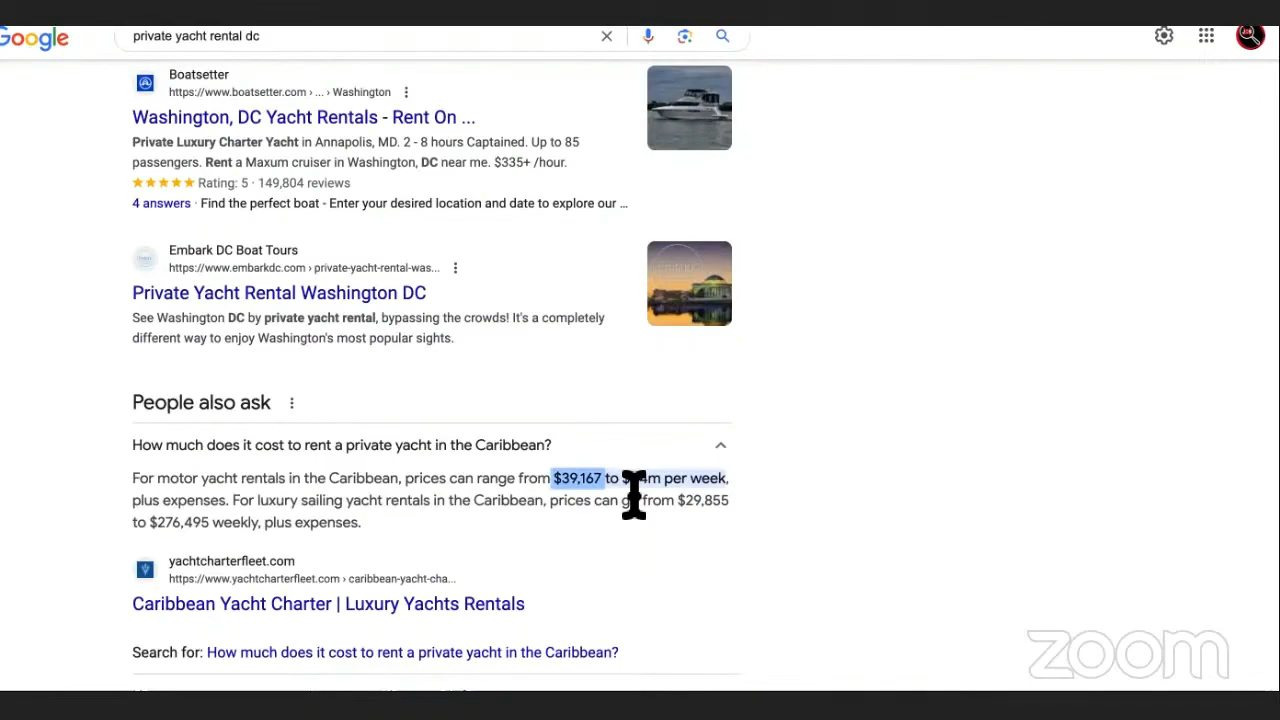 Google
private yacht rental dc
Boatsetter
https://www.boatsetter.com › ... › Washington
Washington, DC Yacht Rentals - Rent On ...
Private Luxury Charter Yacht in Annapolis, MD. 2 - 8 hours Captained. Up to 85
passengers. Rent a Maxum cruiser in Washington, DC near me. $335+ /hour.
Rating: 5 · 149,804 reviews
4 answers · Find the perfect boat - Enter your desired location and date to explore our ...
Embark DC Boat Tours
https://www.embarkdc.com › private-yacht-rental-was...
Private Yacht Rental Washington DC
See Washington DC by private yacht rental, bypassing the crowds! It's a completely
different way to enjoy Washington's most popular sights.
People also ask
How much does it cost to rent a private yacht in the Caribbean?
For motor yacht rentals in the Caribbean, prices can range from $39,167 to per week,
plus expenses. For luxury sailing yacht rentals in the Caribbean, prices can from $29,855
to $276,495 weekly, plus expenses.
yachtcharterfleet.com
https://www.yachtcharterfleet.com › caribbean-yacht-cha...
Caribbean Yacht Charter | Luxury Yachts Rentals
Search for: How much does it cost to rent a private yacht in the Caribbean?
zoom